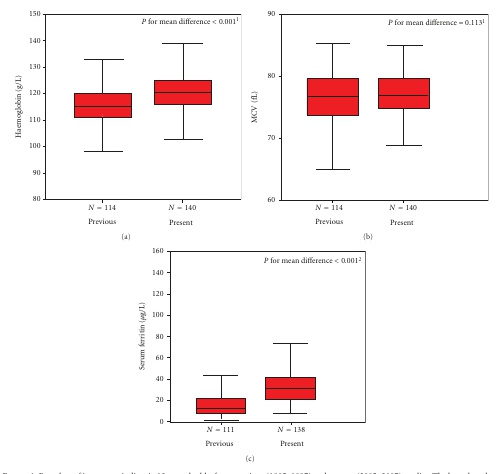 P for mean difference < 0.001¹
150
140
130
120
110
100
90
80
Haemoglobin (g/L)
N = 114
N = 140
Previous
Present
(a)
P for mean difference = 0.113¹
90
80
70
60
MCV (fL)
N = 114
N = 140
Previous
Present
(b)
P for mean difference < 0.001²
160
140
120
100
80
60
40
20
0
Serum ferritin (μg/L)
N = 111
N = 138
Previous
Present
(c)